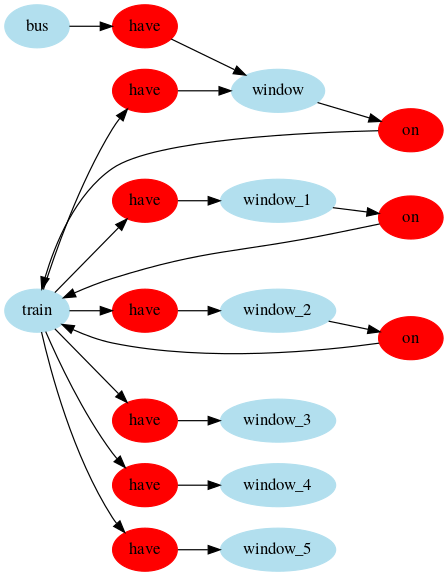 bus have
have window
on
have window_1
on
train have window_2
on
have window_3
have window_4
have window_5